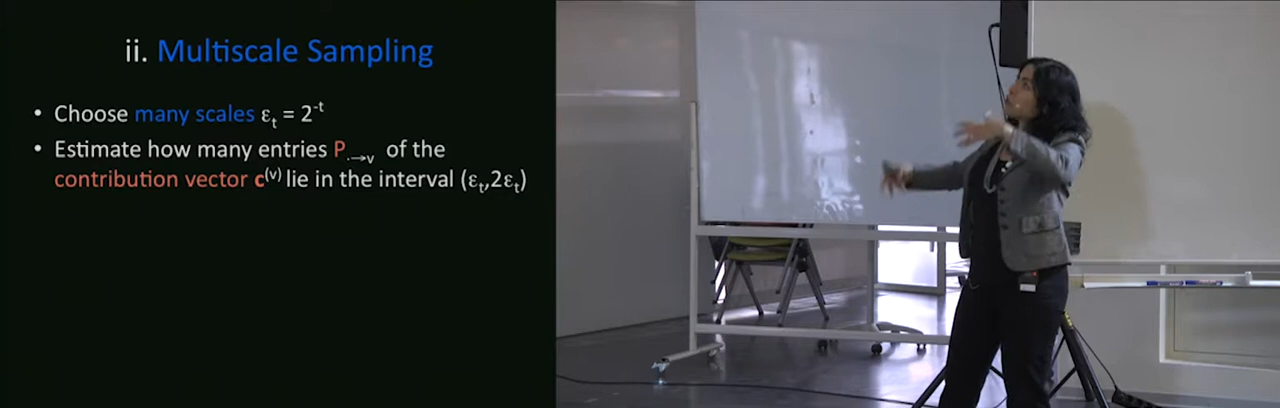 ii. Multiscale Sampling
• Choose many scales εₜ = 2⁻ᵗ
• Estimate how many entries P.→ᵥ of the
contribution vector c⁽ᵛ⁾ lie in the interval (εₜ,2εₜ)